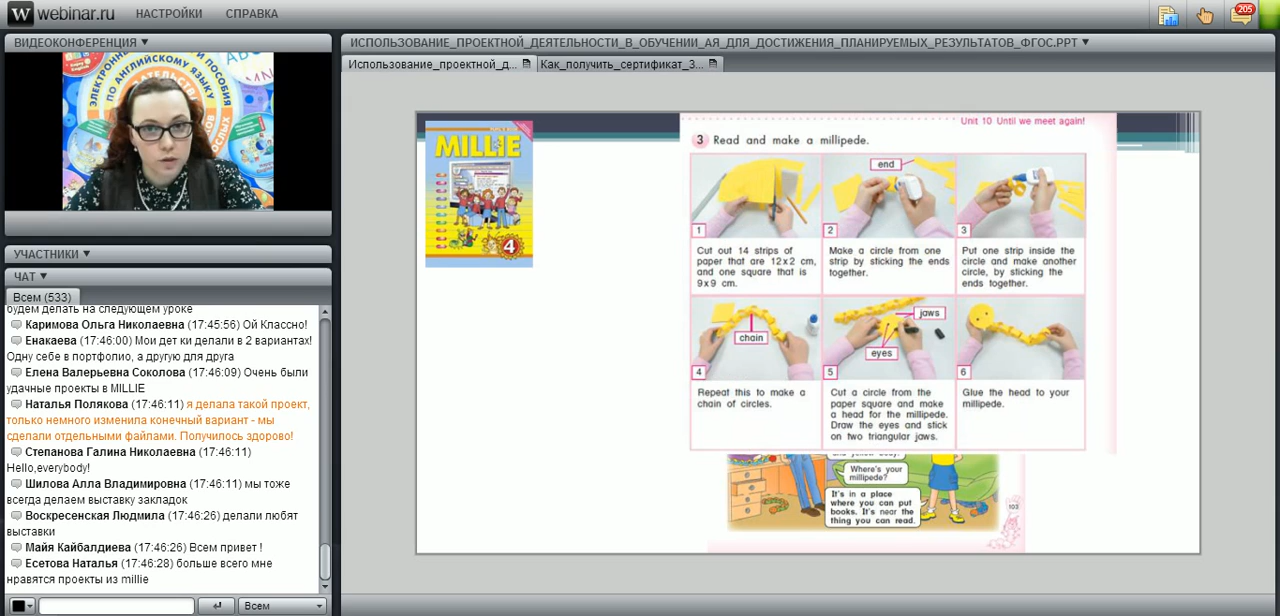 webinar.ru НАСТРОЙКИ СПРАВКА
205
ВИДЕОКОНФЕРЕНЦИЯ
ЭЛЕКТРОННЫЕ ПОСОБИЯ
ПО АНГЛИЙСКОМУ ЯЗЫКУ
УЧАСТНИКИ
ЧАТ
Всем (533)
будем делать на следующем уроке
Каримова Ольга Николаевна (17:45:56) Ой Классно!
Енакаева (17:46:00) Мои дет ки делали в 2 вариантах!
Одну себе в портфолио, а другую для друга
Елена Валерьевна Соколова (17:46:09) Очень были
удачные проекты в MILLIE
Наталья Полякова (17:46:11) я делала такой проект,
только немного изменила конечный вариант - мы
сделали отдельными файлами. Получилось здорово!
Степанова Галина Николаевна (17:46:11)
Hello,everybody!
Шилова Алла Владимировна (17:46:11) мы тоже
всегда делаем выставку закладок
Воскресенская Людмила (17:46:26) делали любят
выставки
Майя Кайбалдиева (17:46:26) Всем привет !
Есетова Наталья (17:46:28) больше всего мне
нравятся проекты из millie
Всем
ИСПОЛЬЗОВАНИЕ_ПРОЕКТНОЙ_ДЕЯТЕЛЬНОСТИ_В_ОБУЧЕНИИ_АЯ_ДЛЯ_ДОСТИЖЕНИЯ_ПЛАНИРУЕМЫХ_РЕЗУЛЬТАТОВ_ФГОС.PPT
Использование_проектной_д... Как_получить_сертификат_3...
MILLIE
4
Unit 10 Until we meet again!
3 Read and make a millipede.
1
Cut out 14 strips of
paper that are 12x2 cm,
and one square that is
9x9 cm.
end
2
Make a circle from one
strip by sticking the ends
together.
3
Put one strip inside the
circle and make another
circle, by sticking the
ends together.
chain
4
Repeat this to make a
chain of circles.
jaws
eyes
5
Cut a circle from the
paper square and make
a head for the millipede.
Draw the eyes and stick
on two triangular jaws.
6
Glue the head to your
millipede.
and yellow body.
Where's your
millipede?
It's in a place
where you can put
books. It's near the
thing you can read.
103